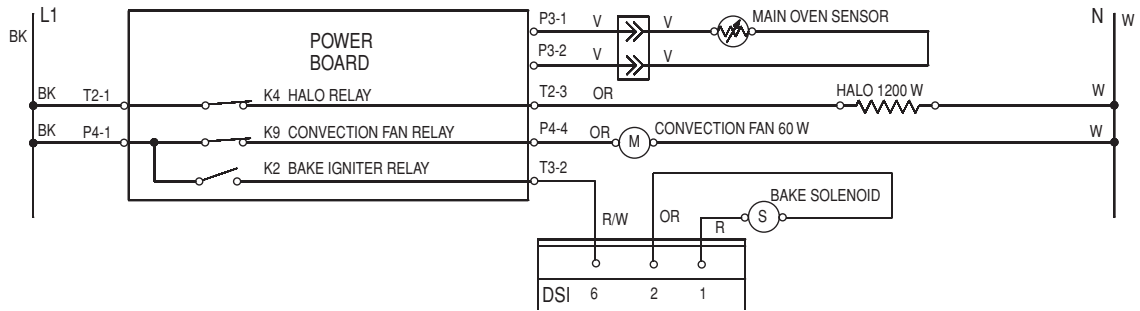 L1
BK
POWER
BOARD
P3-1 V V MAIN OVEN SENSOR
N W
P3-2 V V
BK T2-1 K4 HALO RELAY T2-3 OR HALO 1200 W W
BK P4-1 K9 CONVECTION FAN RELAY P4-4 OR M CONVECTION FAN 60 W W
K2 BAKE IGNITER RELAY T3-2
BAKE SOLENOID
R/W OR R S
DSI 6 2 1